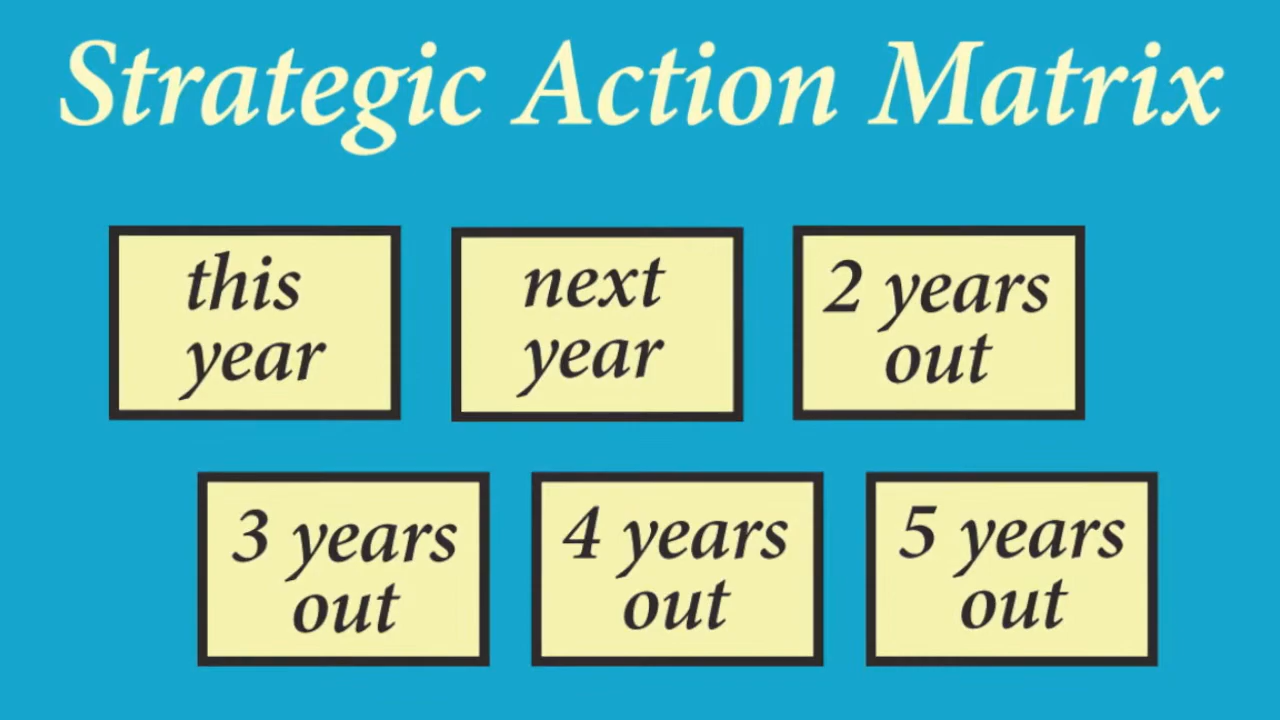 Strategic Action Matrix
this
year
next
year
2 years
out
3 years
out
4 years
out
5 years
out